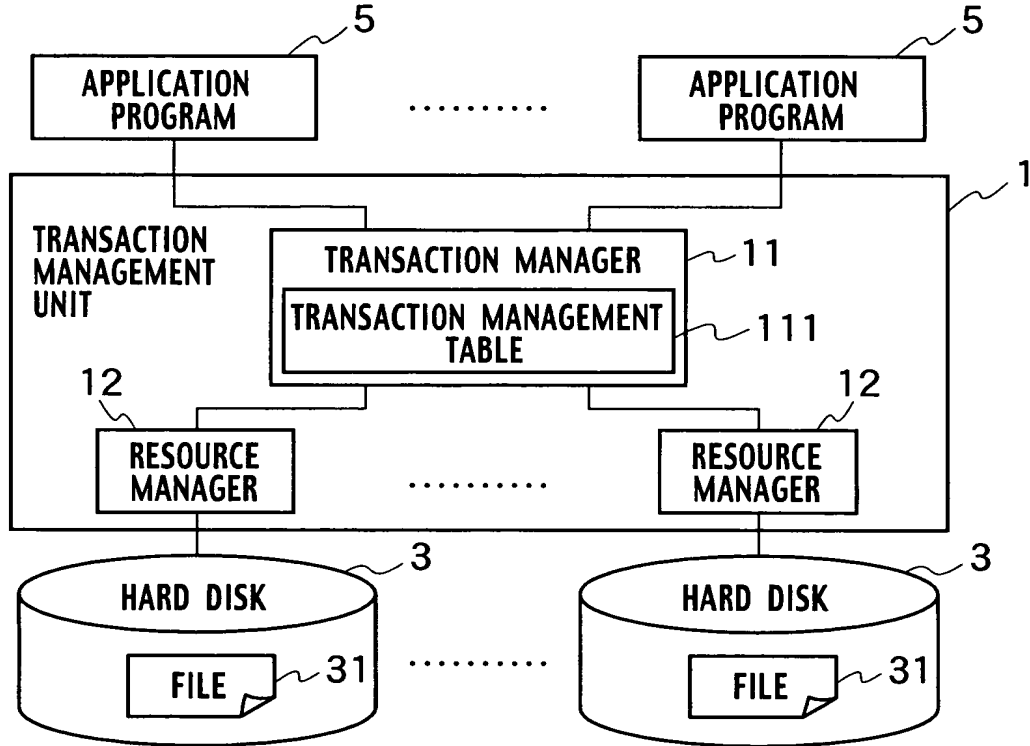 5
5
APPLICATION
PROGRAM
..........
APPLICATION
PROGRAM
1
TRANSACTION
MANAGEMENT
UNIT
TRANSACTION MANAGER
11
TRANSACTION MANAGEMENT
TABLE
111
12
12
RESOURCE
MANAGER
..........
RESOURCE
MANAGER
3
3
HARD DISK
HARD DISK
FILE
31
..........
FILE
31